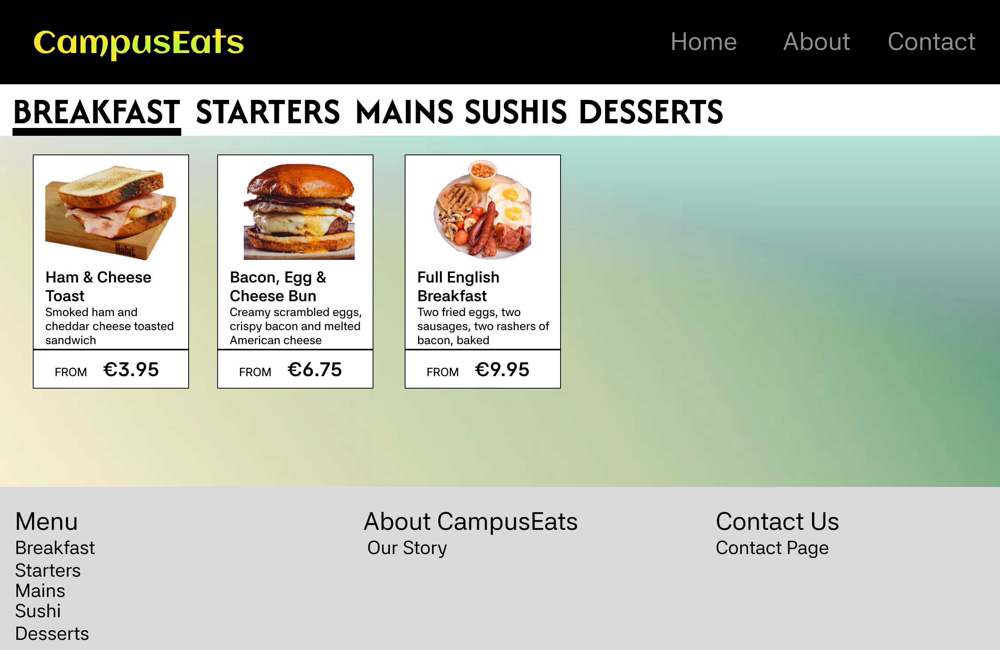 CampusEats
Home About Contact
BREAKFAST STARTERS MAINS SUSHIS DESSERTS
Habit
Ham & Cheese
Toast
Smoked ham and
cheddar cheese toasted
sandwich
FROM €3.95
Bacon, Egg &
Cheese Bun
Creamy scrambled eggs,
crispy bacon and melted
American cheese
FROM €6.75
Full English
Breakfast
Two fried eggs, two
sausages, two rashers of
bacon, baked
FROM €9.95
Menu
Breakfast
Starters
Mains
Sushi
Desserts
About CampusEats
Our Story
Contact Us
Contact Page